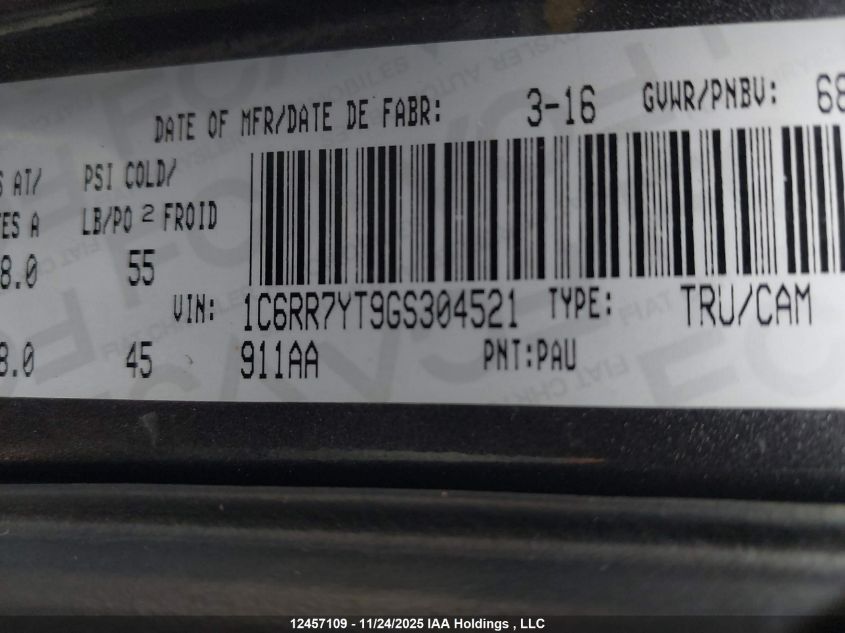 DATE OF MFR/DATE DE FABR: 3-16 GVWR/PNBV: 68
S AT/ PSI COLD/
TES A LB/PO 2 FROID
8.0 55
VIN: 1C6RR7YT9GS304521 TYPE: TRU/CAM
8.0 45 911AA PNT:PAU
12457109 - 11/24/2025 IAA Holdings , LLC